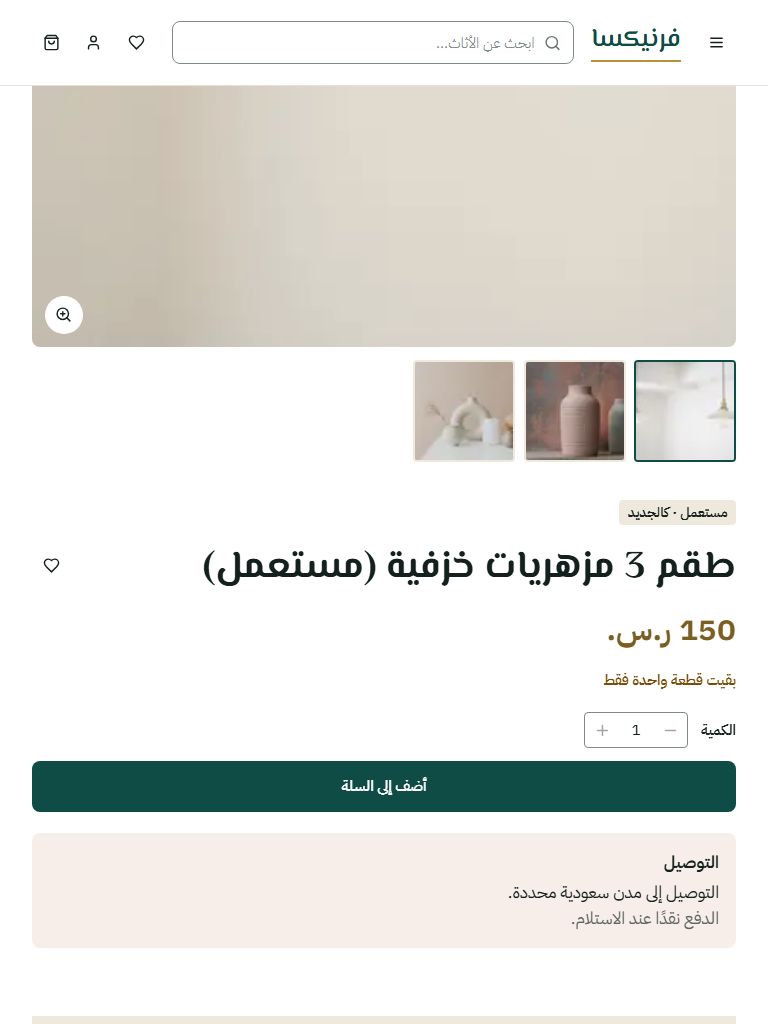 فرنيكسا
ابحث عن الأثاث...
مستعمل · كالجديد
طقم 3 مزهريات خزفية (مستعمل)
150 ر.س.
بقيت قطعة واحدة فقط
الكمية
1
أضف إلى السلة
التوصيل
التوصيل إلى مدن سعودية محددة.
الدفع نقدًا عند الاستلام.